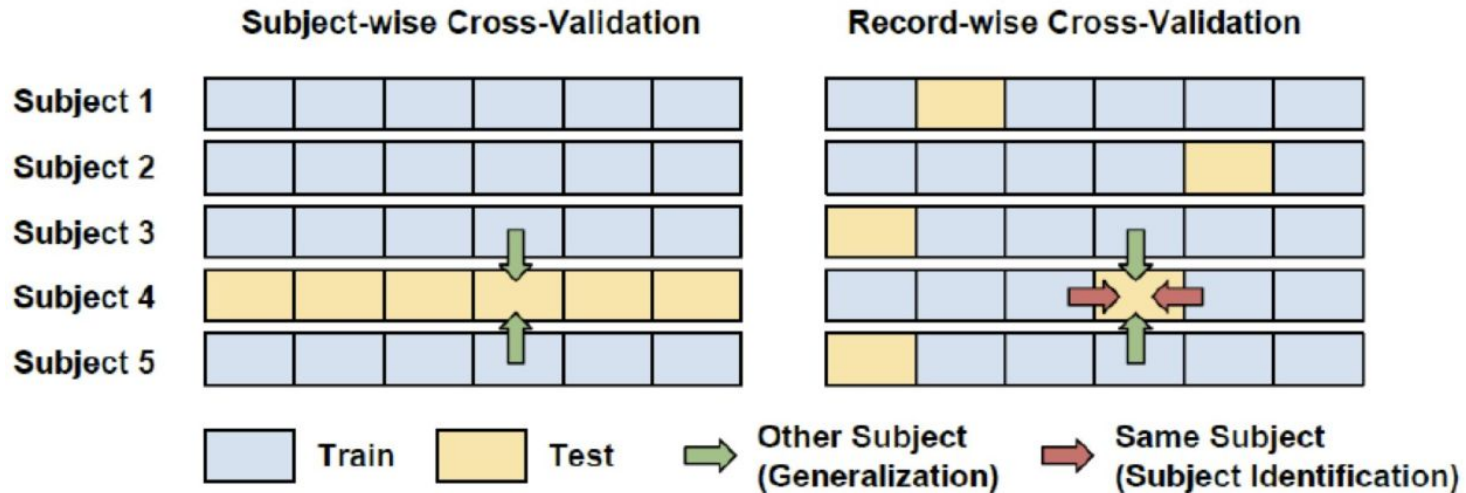 Subject-wise Cross-Validation
Record-wise Cross-Validation
Subject 1
Subject 2
Subject 3
Subject 4
Subject 5
Train
Test
Other Subject
(Generalization)
Same Subject
(Subject Identification)